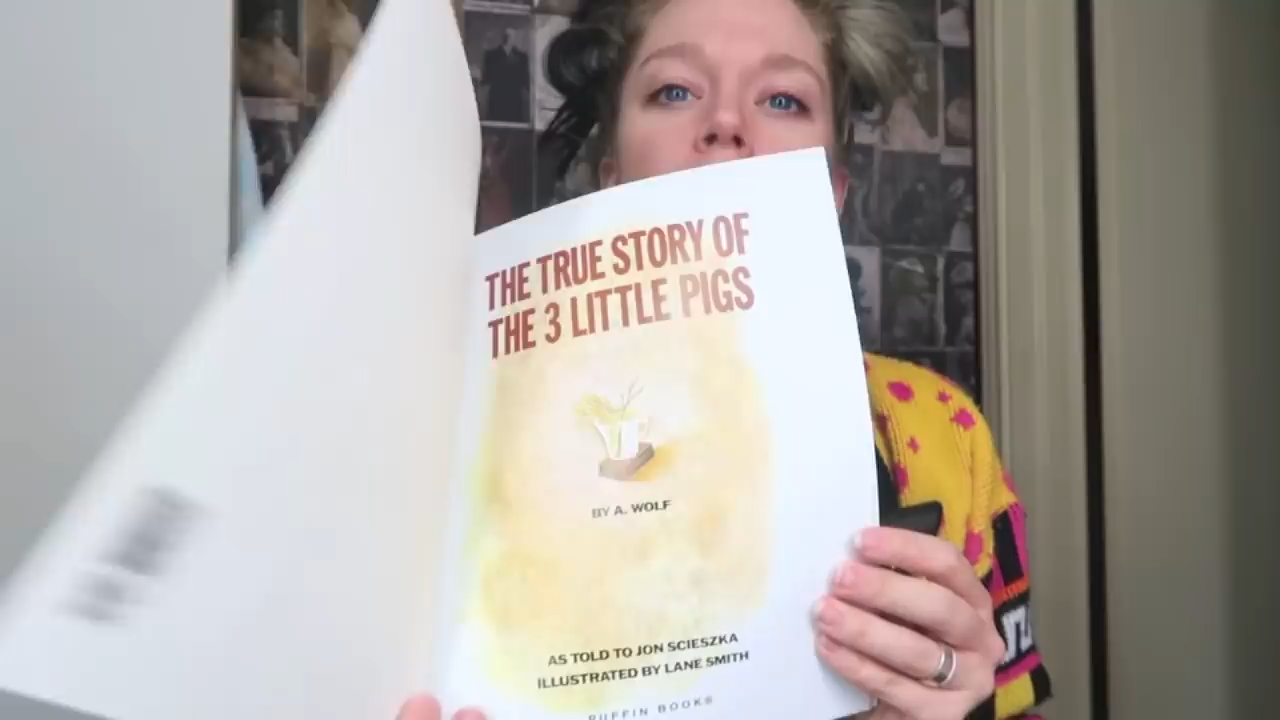 THE TRUE STORY OF
THE 3 LITTLE PIGS
BY A. WOLF
AS TOLD TO JON SCIESZKA
ILLUSTRATED BY LANE SMITH
PUFFIN BOOKS